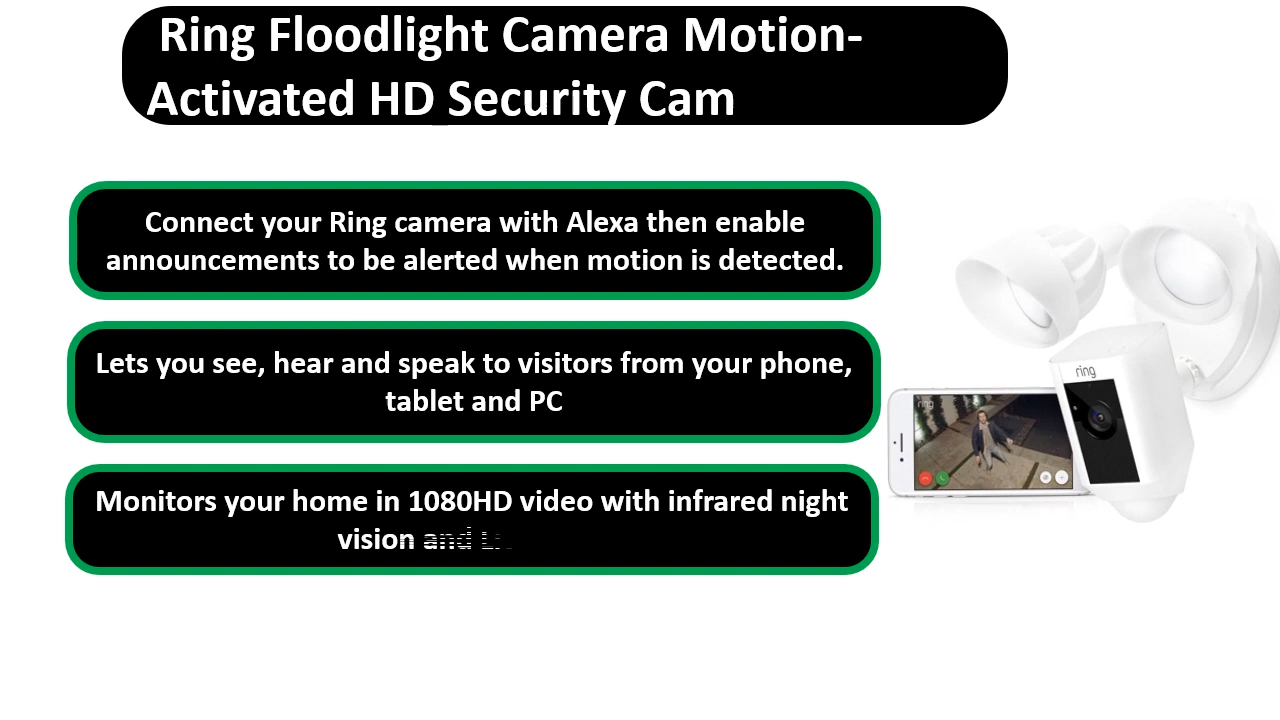 Ring Floodlight Camera Motion-
Activated HD Security Cam
Connect your Ring camera with Alexa then enable
announcements to be alerted when motion is detected.
Lets you see, hear and speak to visitors from your phone,
tablet and PC
Monitors your home in 1080HD video with infrared night
vision and
ring
ring